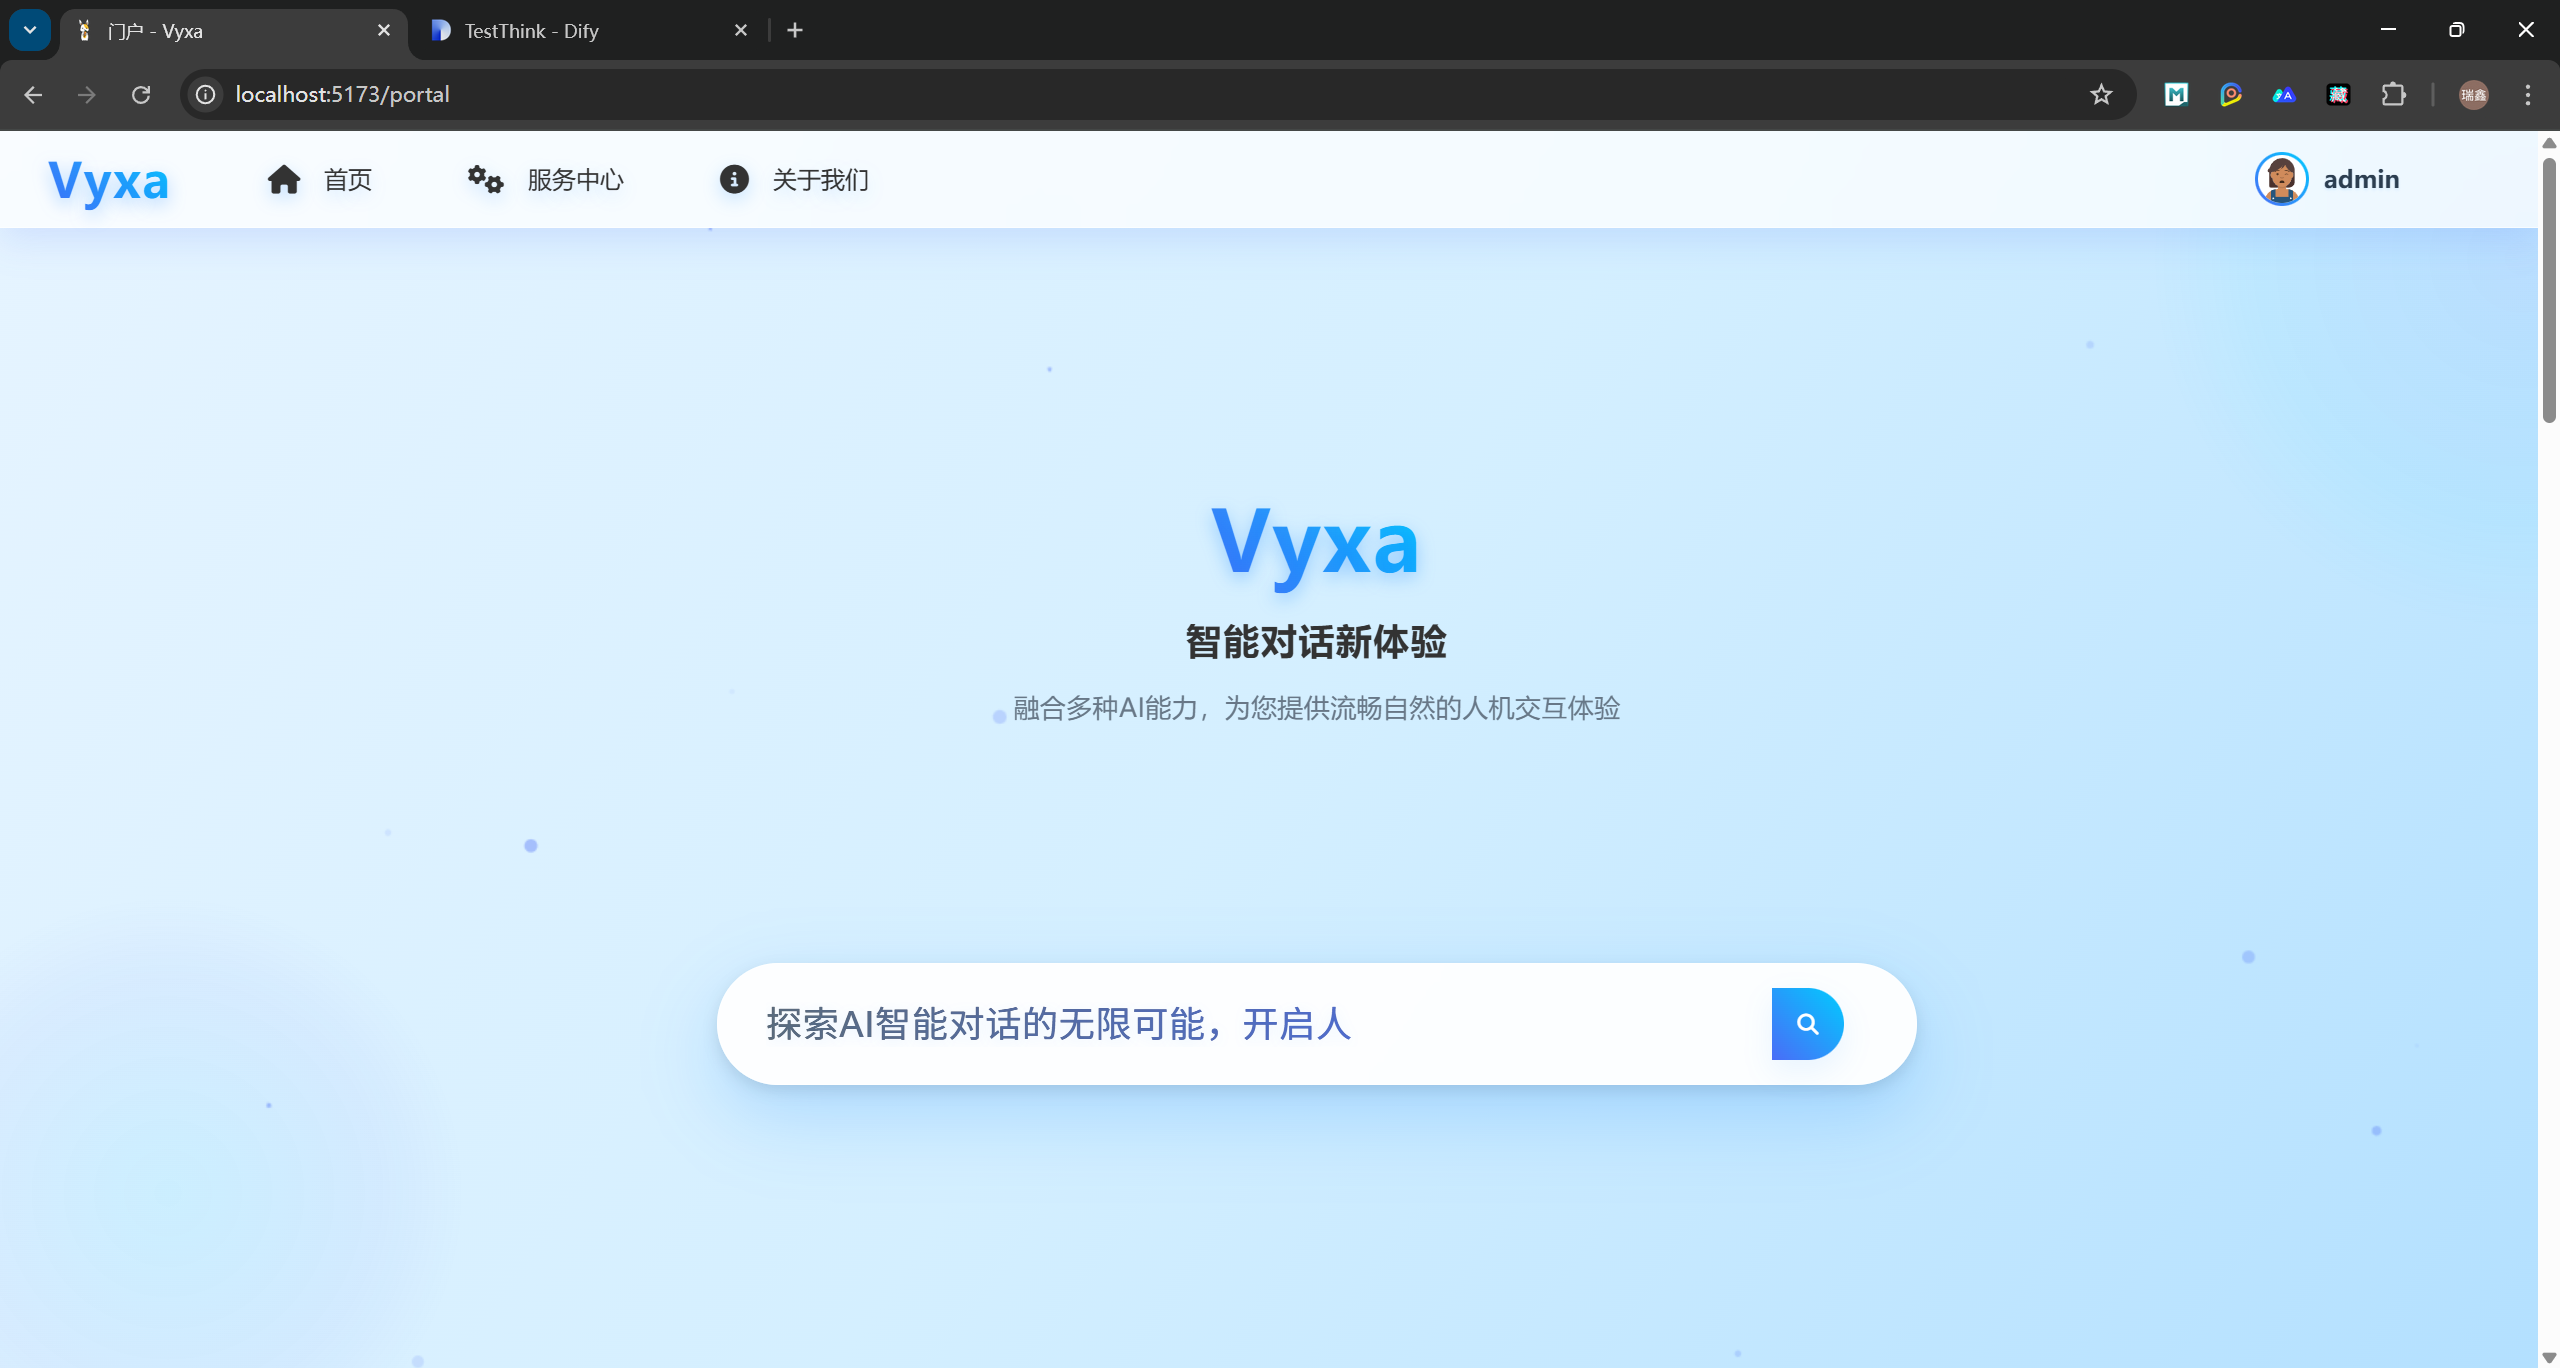 门户 - Vyxa
TestThink - Dify
localhost:5173/portal
瑞鑫
Vyxa
首页
服务中心
关于我们
admin
Vyxa
智能对话新体验
融合多种AI能力，为您提供流畅自然的人机交互体验
探索AI智能对话的无限可能，开启人